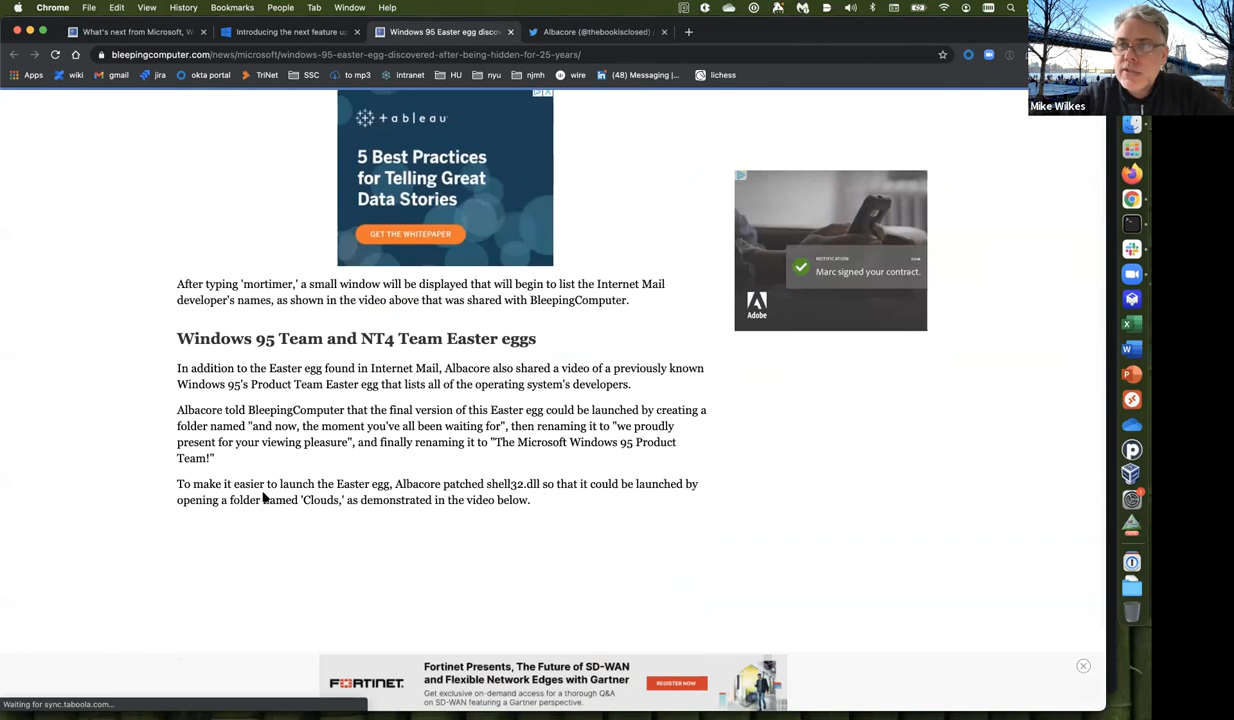 Chrome File Edit View History Bookmarks People Tab Window Help
What's next from Microsoft, W
Introducing the next feature up
Windows 95 Easter egg disco
Albacore (@thebookisclosed) /
bleepingcomputer.com/news/microsoft/windows-95-easter-egg-discovered-after-being-hidden-for-25-years/
Apps wiki gmail jira okta portal TriNet SSC to mp3 intranet HU nyu njmh wire (48) Messaging |... lichess
Mike Wilkes
tableau
5 Best Practices
for Telling Great
Data Stories
GET THE WHITEPAPER
NOTIFICATION
now
Marc signed your contract.
Adobe
After typing 'mortimer,' a small window will be displayed that will begin to list the Internet Mail
developer's names, as shown in the video above that was shared with BleepingComputer.
Windows 95 Team and NT4 Team Easter eggs
In addition to the Easter egg found in Internet Mail, Albacore also shared a video of a previously known
Windows 95's Product Team Easter egg that lists all of the operating system's developers.
Albacore told BleepingComputer that the final version of this Easter egg could be launched by creating a
folder named "and now, the moment you've all been waiting for", then renaming it to "we proudly
present for your viewing pleasure", and finally renaming it to "The Microsoft Windows 95 Product
Team!"
To make it easier to launch the Easter egg, Albacore patched shell32.dll so that it could be launched by
opening a folder named 'Clouds,' as demonstrated in the video below.
FORTINET
Fortinet Presents, The Future of SD-WAN
and Flexible Network Edges with Gartner
Get exclusive on-demand access for a thorough Q&A
on SD-WAN featuring a Gartner perspective.
REGISTER NOW
Waiting for sync.taboola.com...